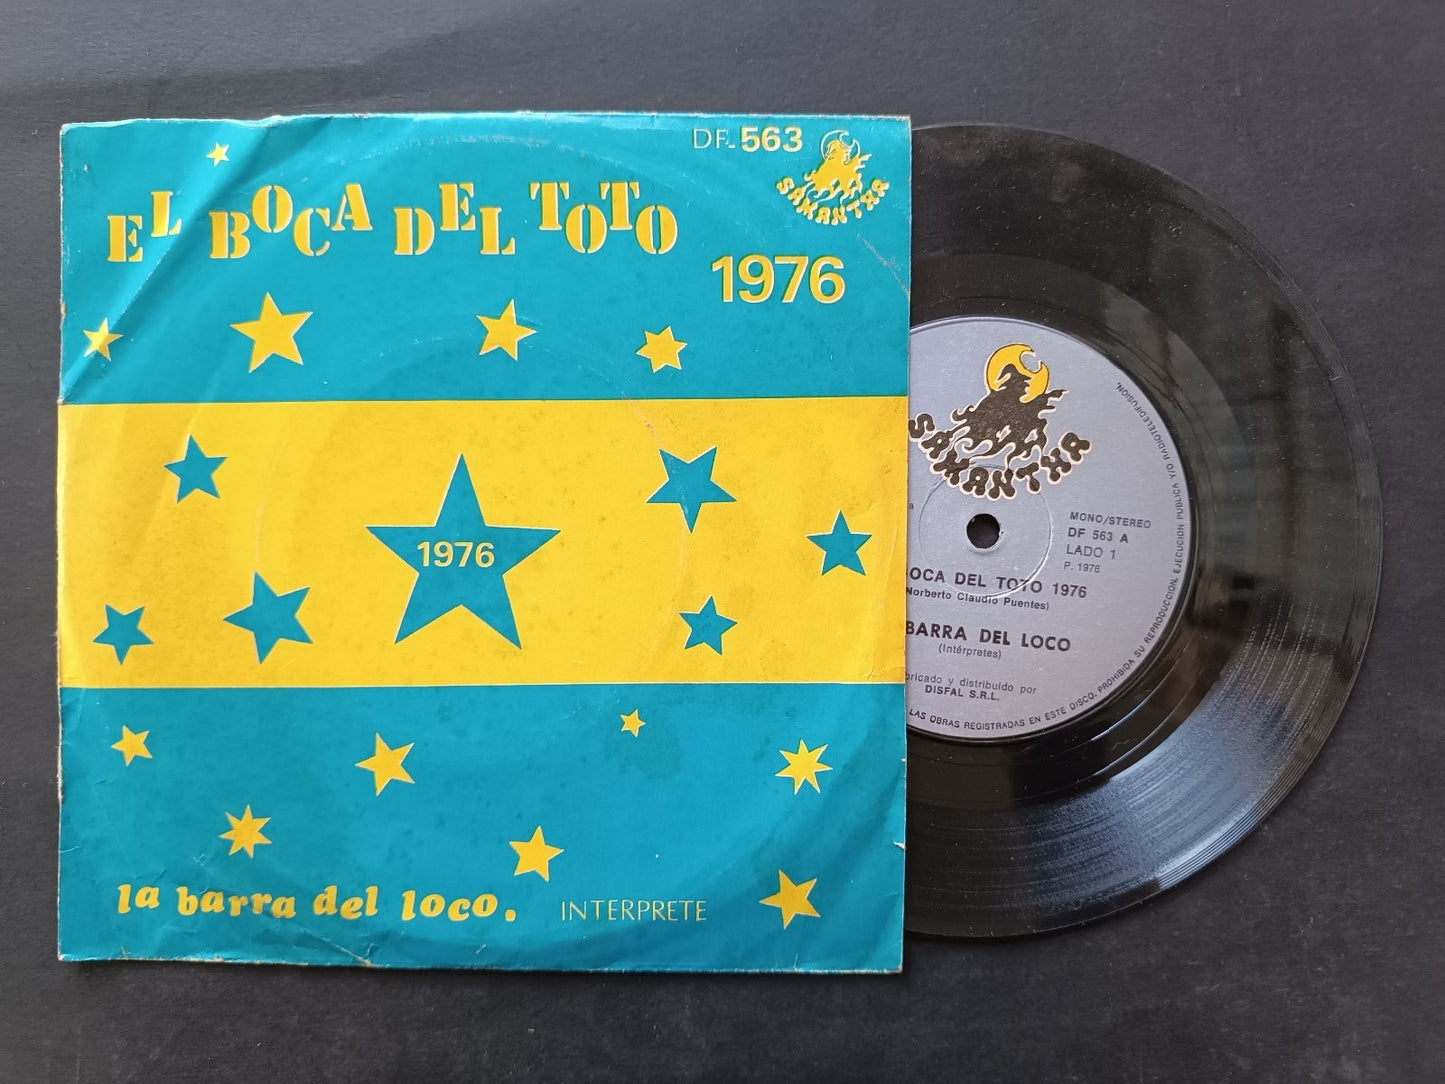 DF. 563
SAMANTHA
EL BOCA DEL TOTO
1976
1976
la barra del loco.
INTERPRETE
SAMANTHA
MONO/STEREO
DF 563 A
LADO 1
P. 1976
OCA DEL TOTO 1976
Norberto Claudio Puentes)
BARRA DEL LOCO
(Intérpretes)
bricado y distribuido por
DISFAL S.R.L.
LAS OBRAS REGISTRADAS EN ESTE DISCO. PROHIBIDA SU REPRODUCCION, EJECUCION PUBLICA Y/O RADIOTELEDIFUSION.